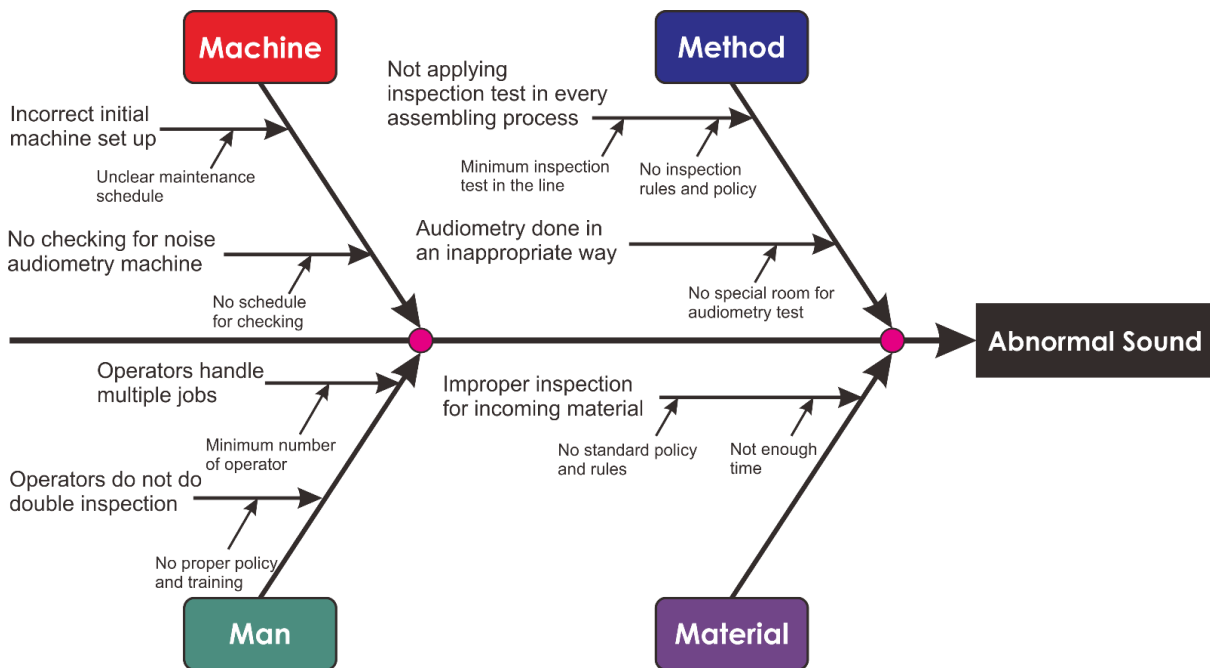 Machine
Method
Incorrect initial
machine set up
Unclear maintenance
schedule
No checking for noise
audiometry machine
No schedule
for checking
Not applying
inspection test in every
assembling process
Minimum inspection
test in the line
No inspection
rules and policy
Audiometry done in
an inappropriate way
No special room for
audiometry test
Abnormal Sound
Operators handle
multiple jobs
Minimum number
of operator
Operators do not do
double inspection
No proper policy
and training
Improper inspection
for incoming material
No standard policy
and rules
Not enough
time
Man
Material